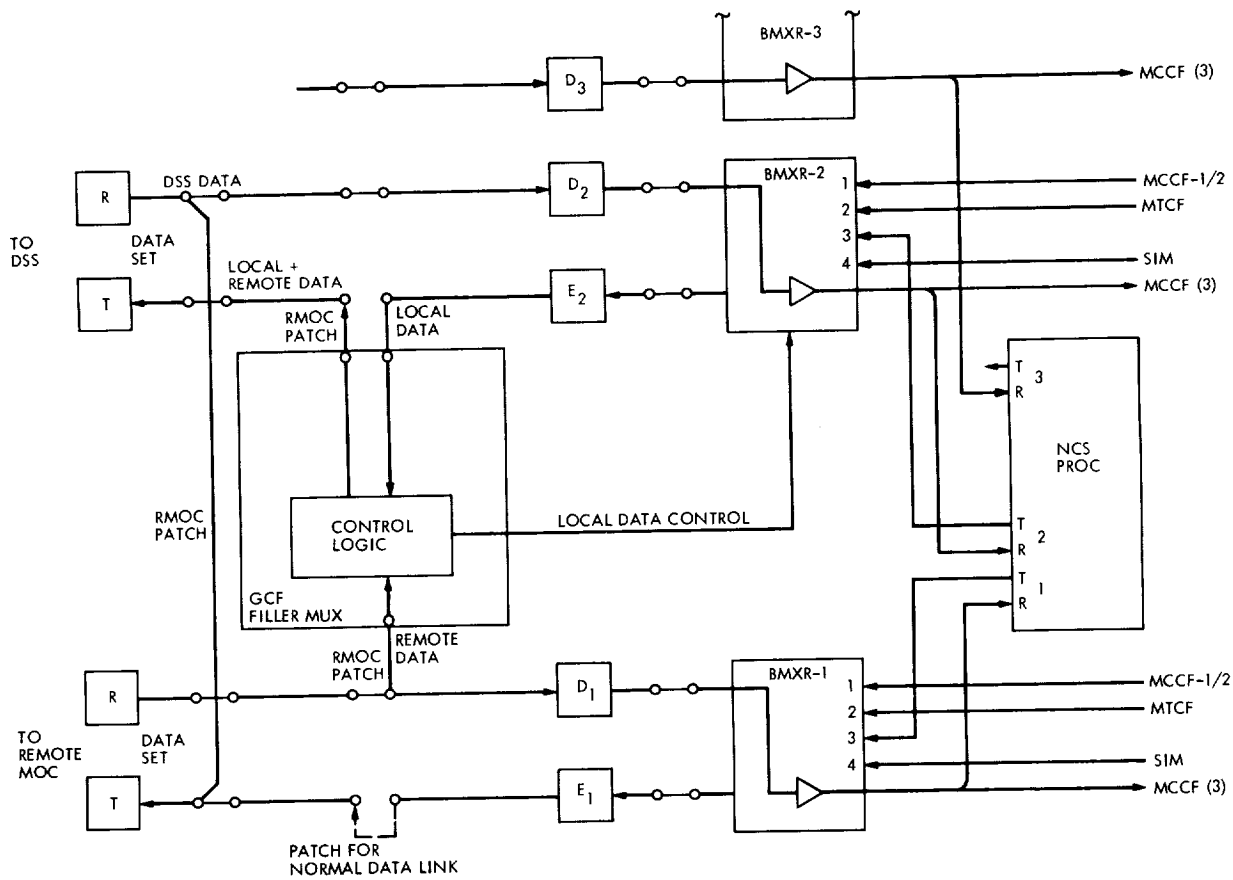 BMXR-3
D3
MCCF (3)
R
DSS DATA
D2
BMXR-2
1
MCCF-1/2
2
MTCF
3
4
SIM
MCCF (3)
TO
DSS
DATA
SET
T
LOCAL +
REMOTE DATA
RMOC
PATCH
LOCAL
DATA
E2
T
3
R
NCS
PROC
T
2
R
T
1
R
RMOC
PATCH
CONTROL
LOGIC
LOCAL DATA CONTROL
GCF
FILLER MUX
RMOC
PATCH
REMOTE
DATA
R
D1
BMXR-1
1
MCCF-1/2
2
MTCF
3
4
SIM
MCCF (3)
TO
REMOTE
MOC
DATA
SET
T
E1
PATCH FOR
NORMAL DATA LINK